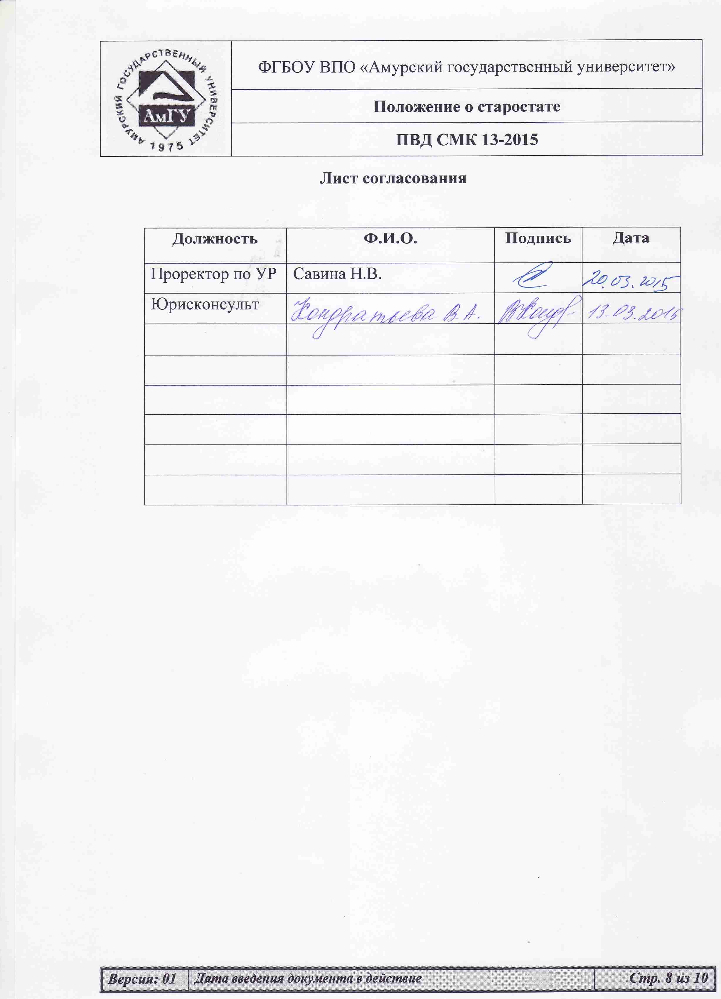 АМУРСКИЙ ГОСУДАРСТВЕННЫЙ УНИВЕРСИТЕТ
АмГУ
1975
ФГБОУ ВПО «Амурский государственный университет»
Положение о старостате
ПВД СМК 13-2015
Лист согласования
Должность Ф.И.О. Подпись Дата
Проректор по УР Савина Н.В. 20.03.2015
Юрисконсульт Кондратьева В.А. 13.03.2015
Версия: 01 Дата введения документа в действие Стр. 8 из 10